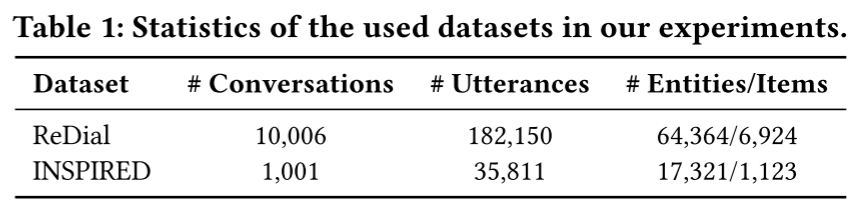 Table 1: Statistics of the used datasets in our experiments.
Dataset # Conversations # Utterances # Entities/Items
ReDial 10,006 182,150 64,364/6,924
INSPIRED 1,001 35,811 17,321/1,123